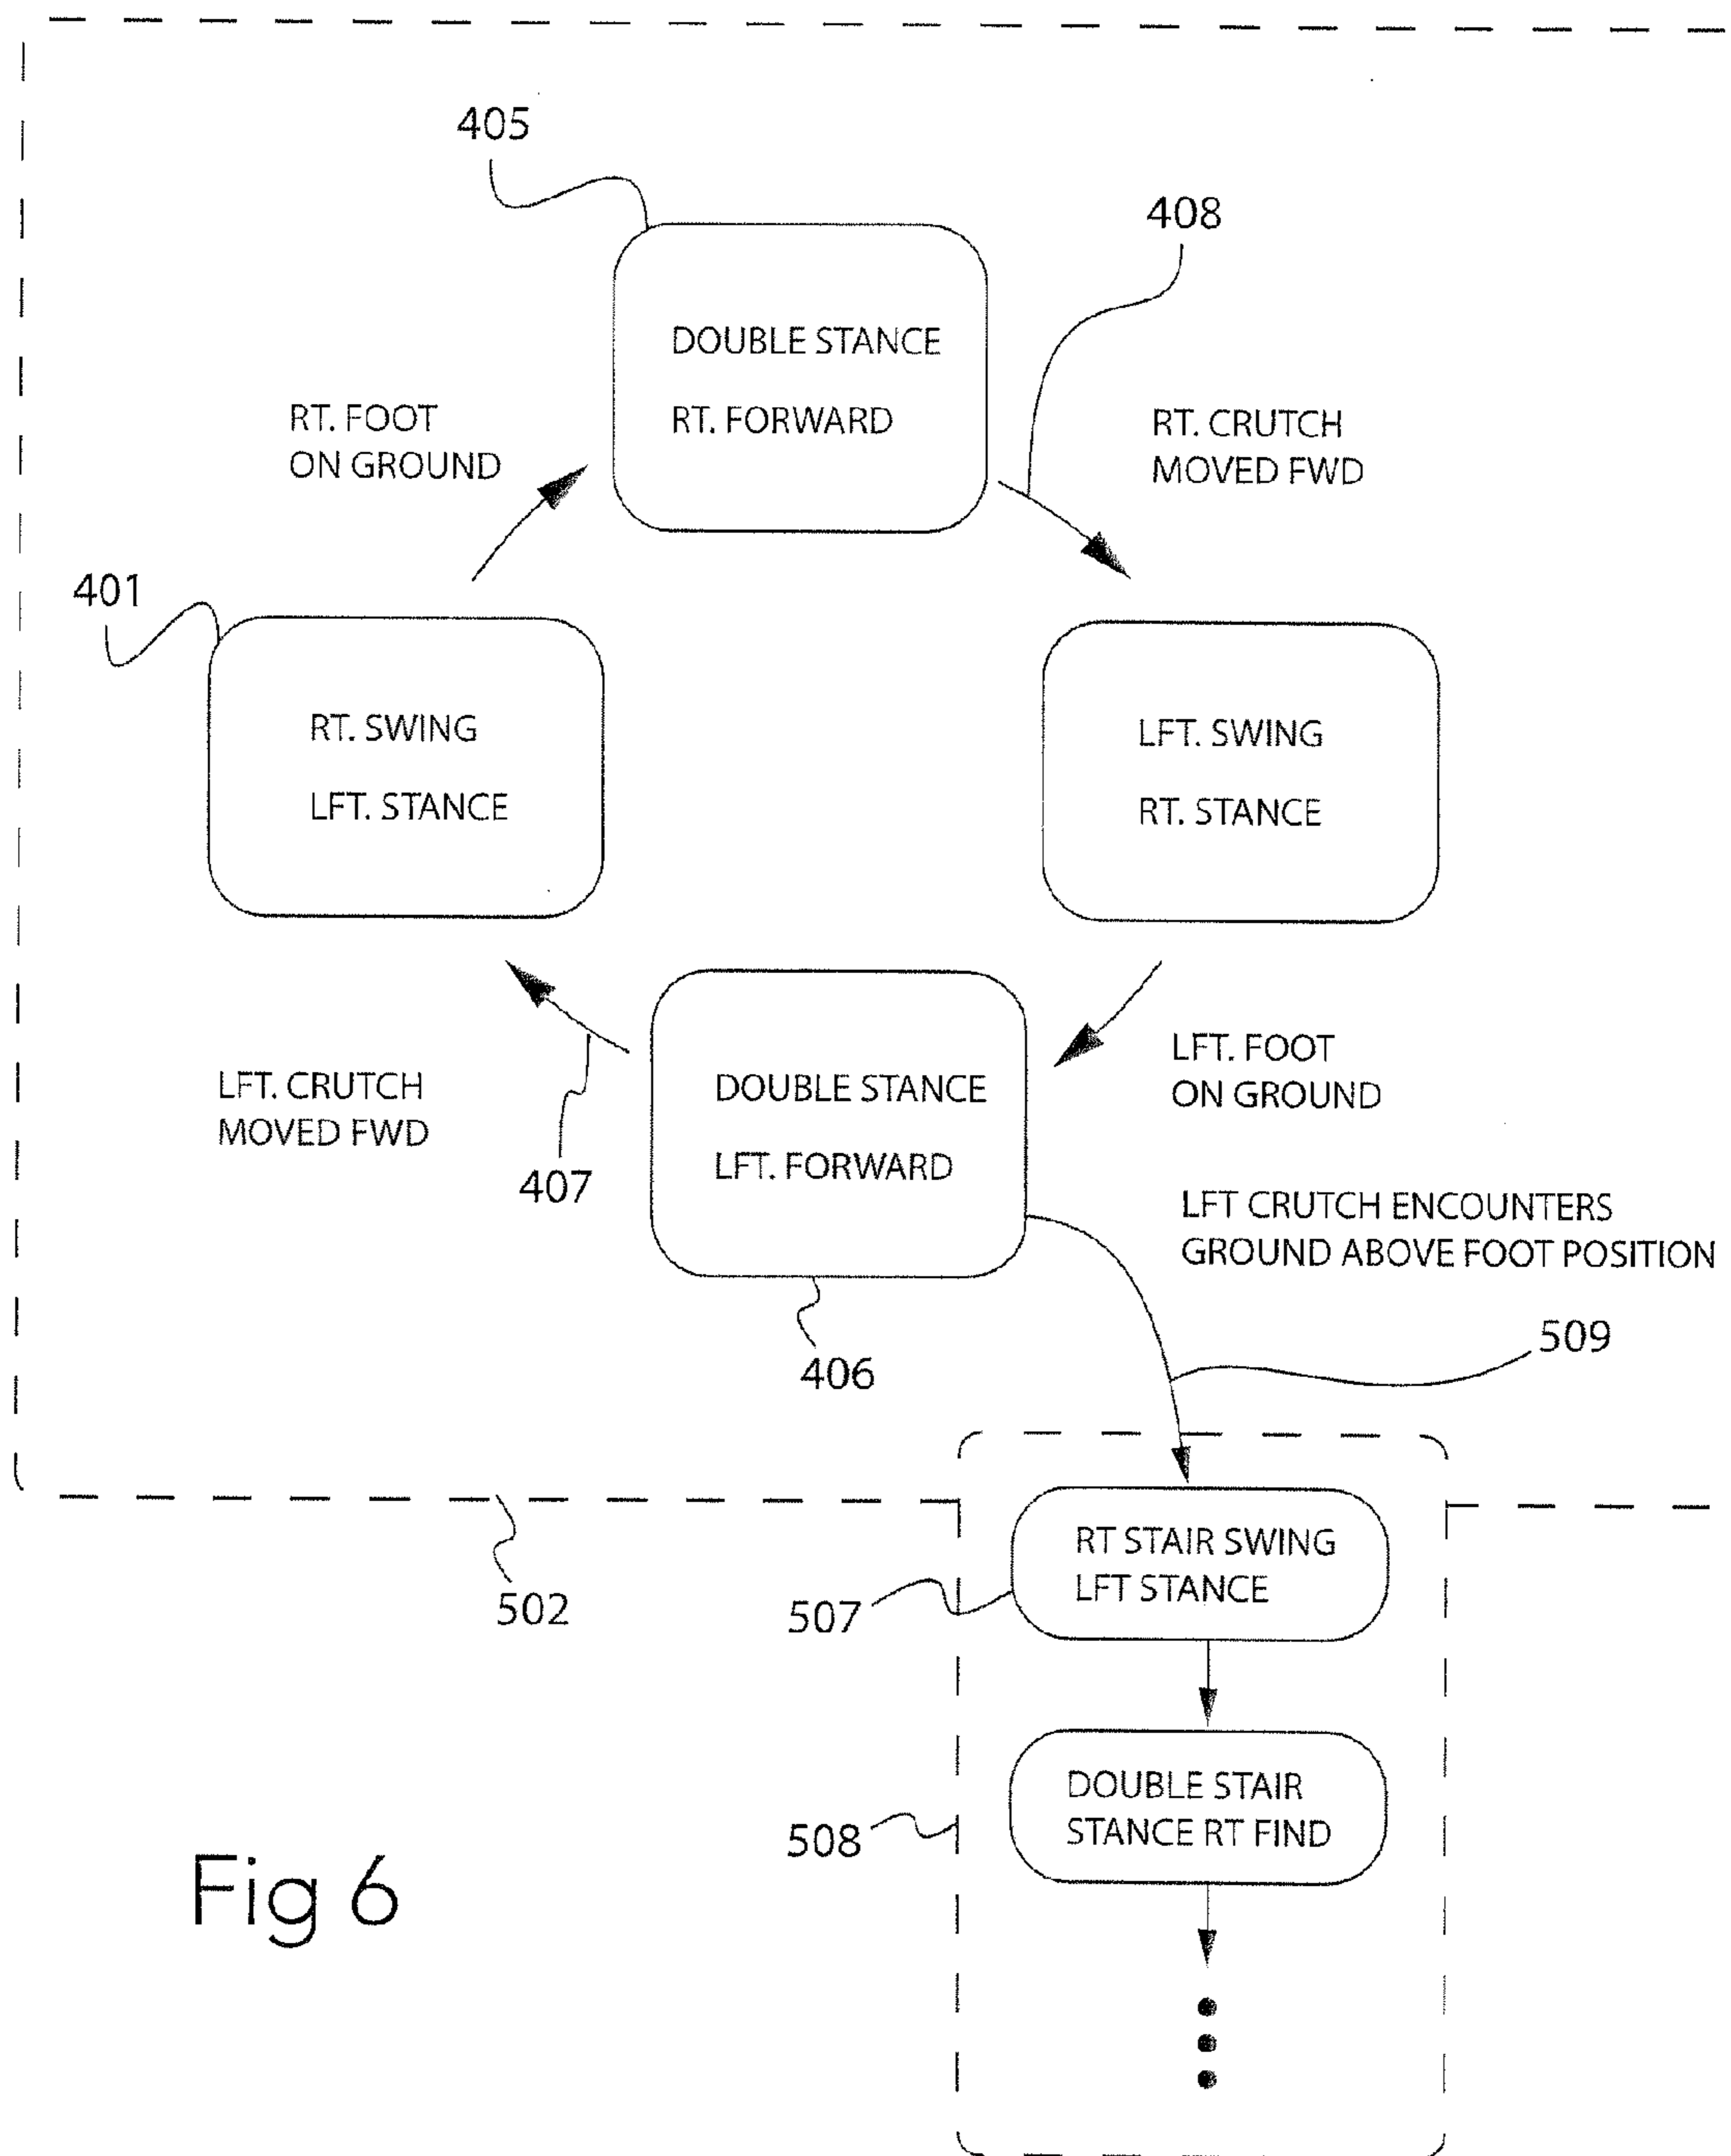 405
408
DOUBLE STANCE
RT. FORWARD
RT. FOOT
ON GROUND
RT. CRUTCH
MOVED FWD
401
RT. SWING
LFT. STANCE
LFT. SWING
RT. STANCE
LFT. CRUTCH
MOVED FWD
407
DOUBLE STANCE
LFT. FORWARD
LFT. FOOT
ON GROUND
LFT CRUTCH ENCOUNTERS
GROUND ABOVE FOOT POSITION
406
509
502
507
RT STAIR SWING
LFT STANCE
508
DOUBLE STAIR
STANCE RT FIND
Fig 6